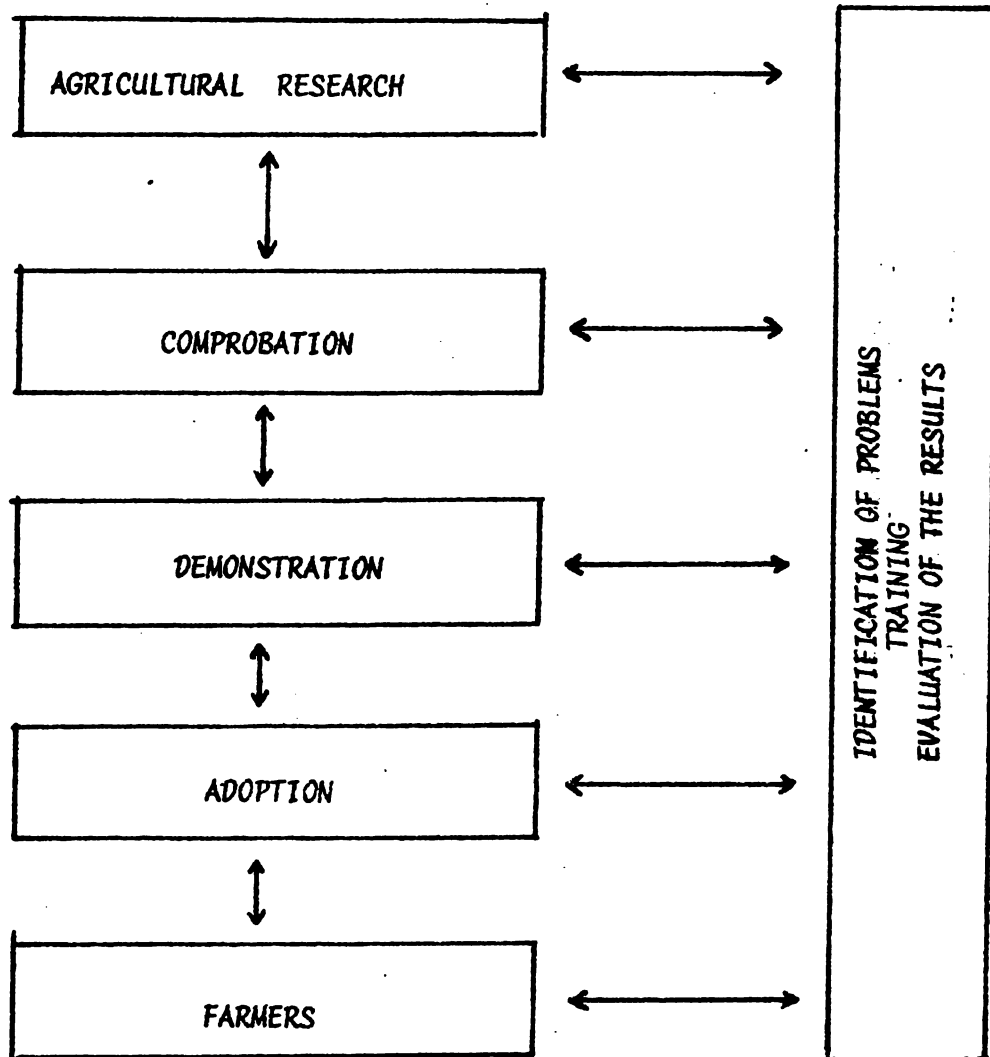 AGRICULTURAL RESEARCH
COMPROBATION
DEMONSTRATION
ADOPTION
FARMERS
IDENTIFICATION OF PROBLEMS
TRAINING
EVALUATION OF THE RESULTS